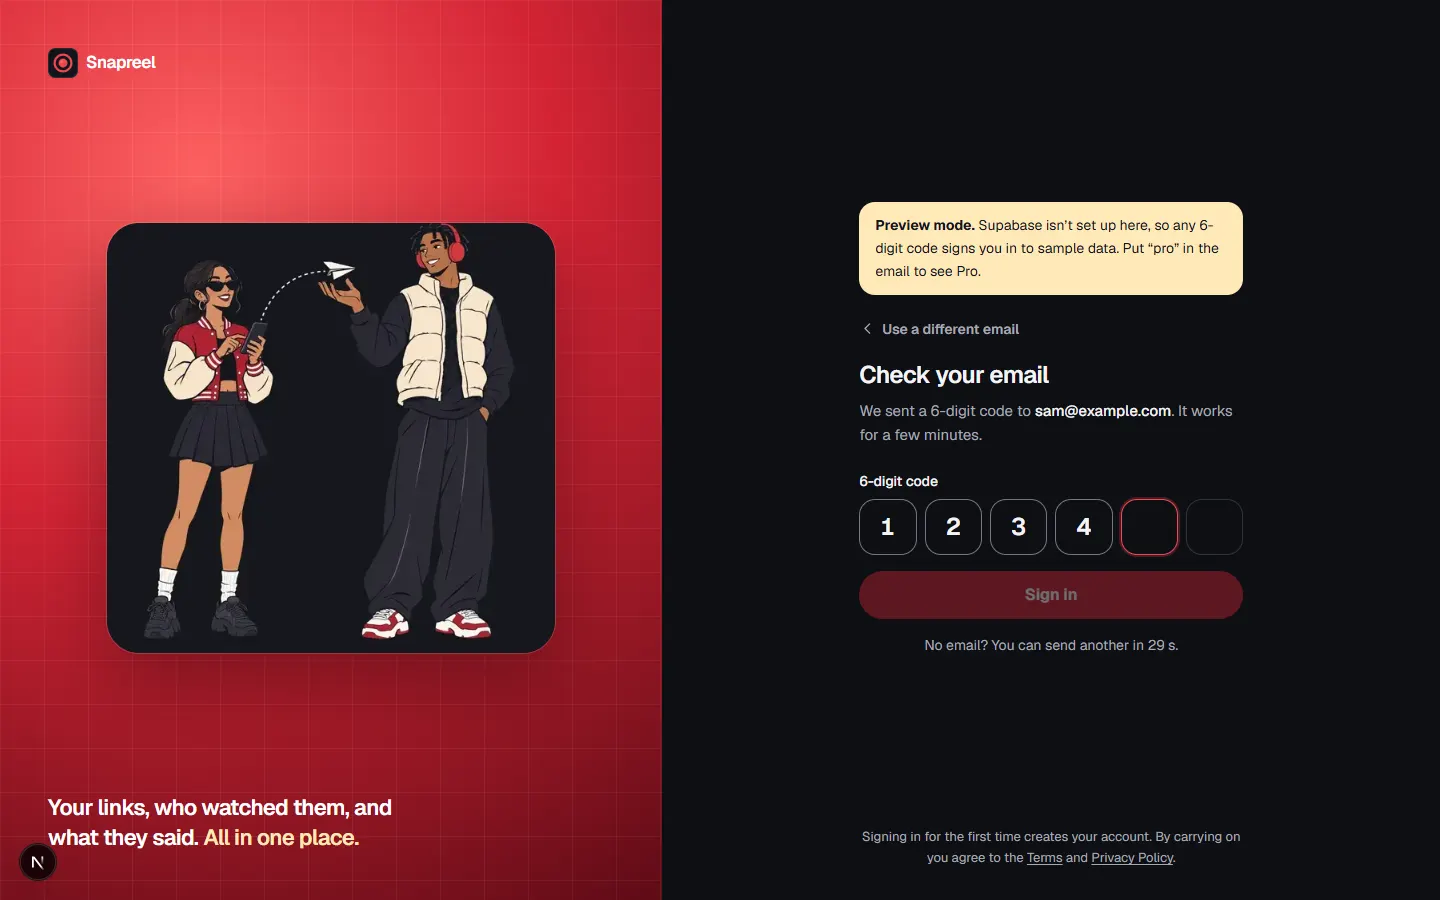 Snapreel
Your links, who watched them, and
what they said. All in one place.
N
Preview mode. Supabase isn’t set up here, so any 6-
digit code signs you in to sample data. Put “pro” in the
email to see Pro.
Use a different email
Check your email
We sent a 6-digit code to sam@example.com. It works
for a few minutes.
6-digit code
1 2 3 4
Sign in
No email? You can send another in 29 s.
Signing in for the first time creates your account. By carrying on
you agree to the Terms and Privacy Policy.